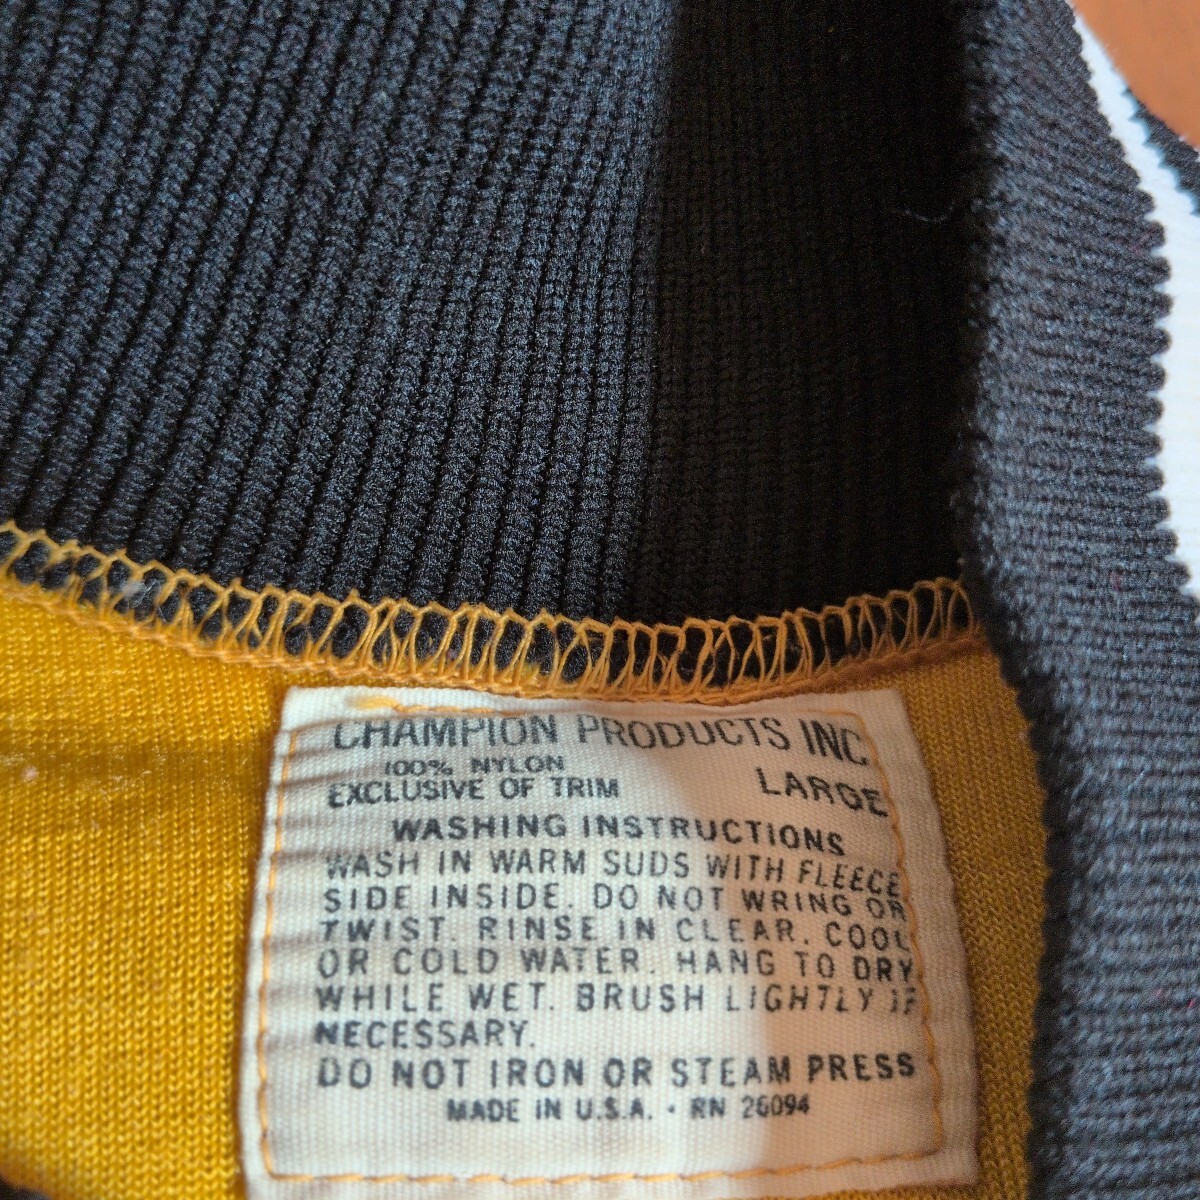 CHAMPION PRODUCTS INC.
100% NYLON
EXCLUSIVE OF TRIM LARGE
WASHING INSTRUCTIONS
WASH IN WARM SUDS WITH FLEECE
SIDE INSIDE. DO NOT WRING OR
TWIST. RINSE IN CLEAR, COOL
OR COLD WATER. HANG TO DRY
WHILE WET. BRUSH LIGHTLY IF
NECESSARY.
DO NOT IRON OR STEAM PRESS
MADE IN U.S.A. • RN 26094